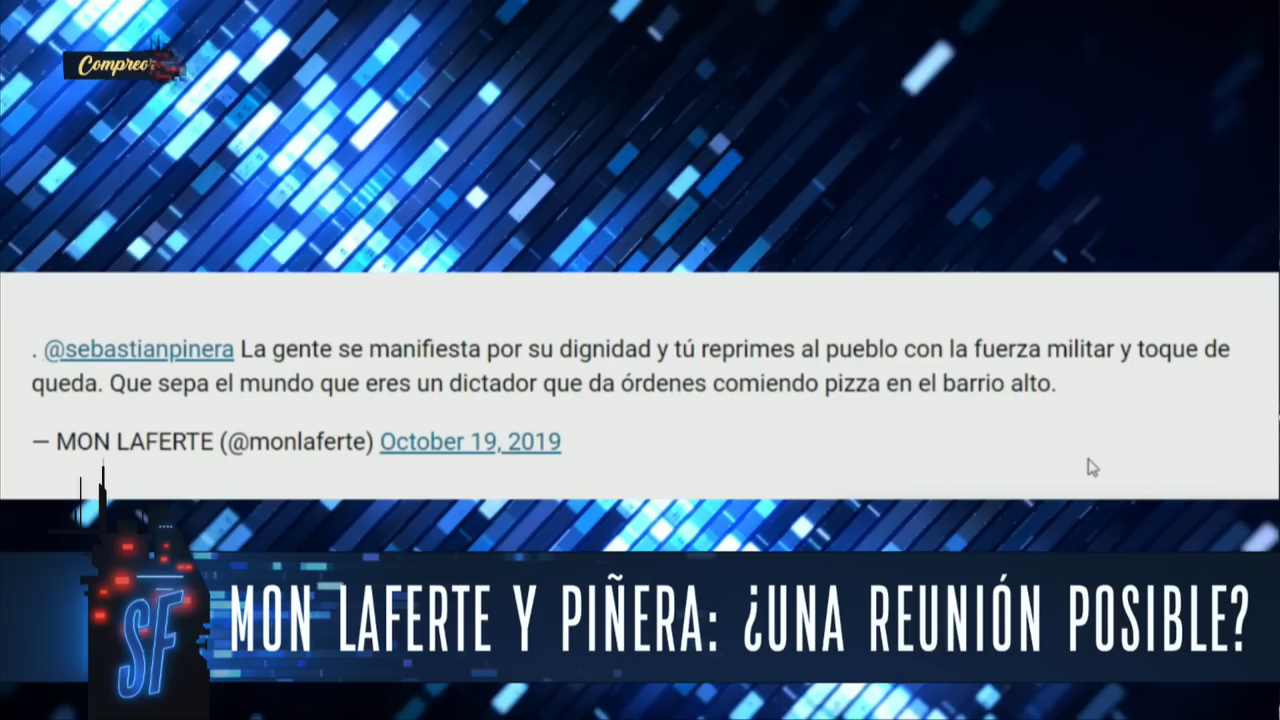 . @sebastianpinera La gente se manifiesta por su dignidad y tú reprimes al pueblo con la fuerza militar y toque de
queda. Que sepa el mundo que eres un dictador que da órdenes comiendo pizza en el barrio alto.
— MON LAFERTE (@monlaferte) October 19, 2019
SF
MON LAFERTE Y PIÑERA: ¿UNA REUNIÓN POSIBLE?